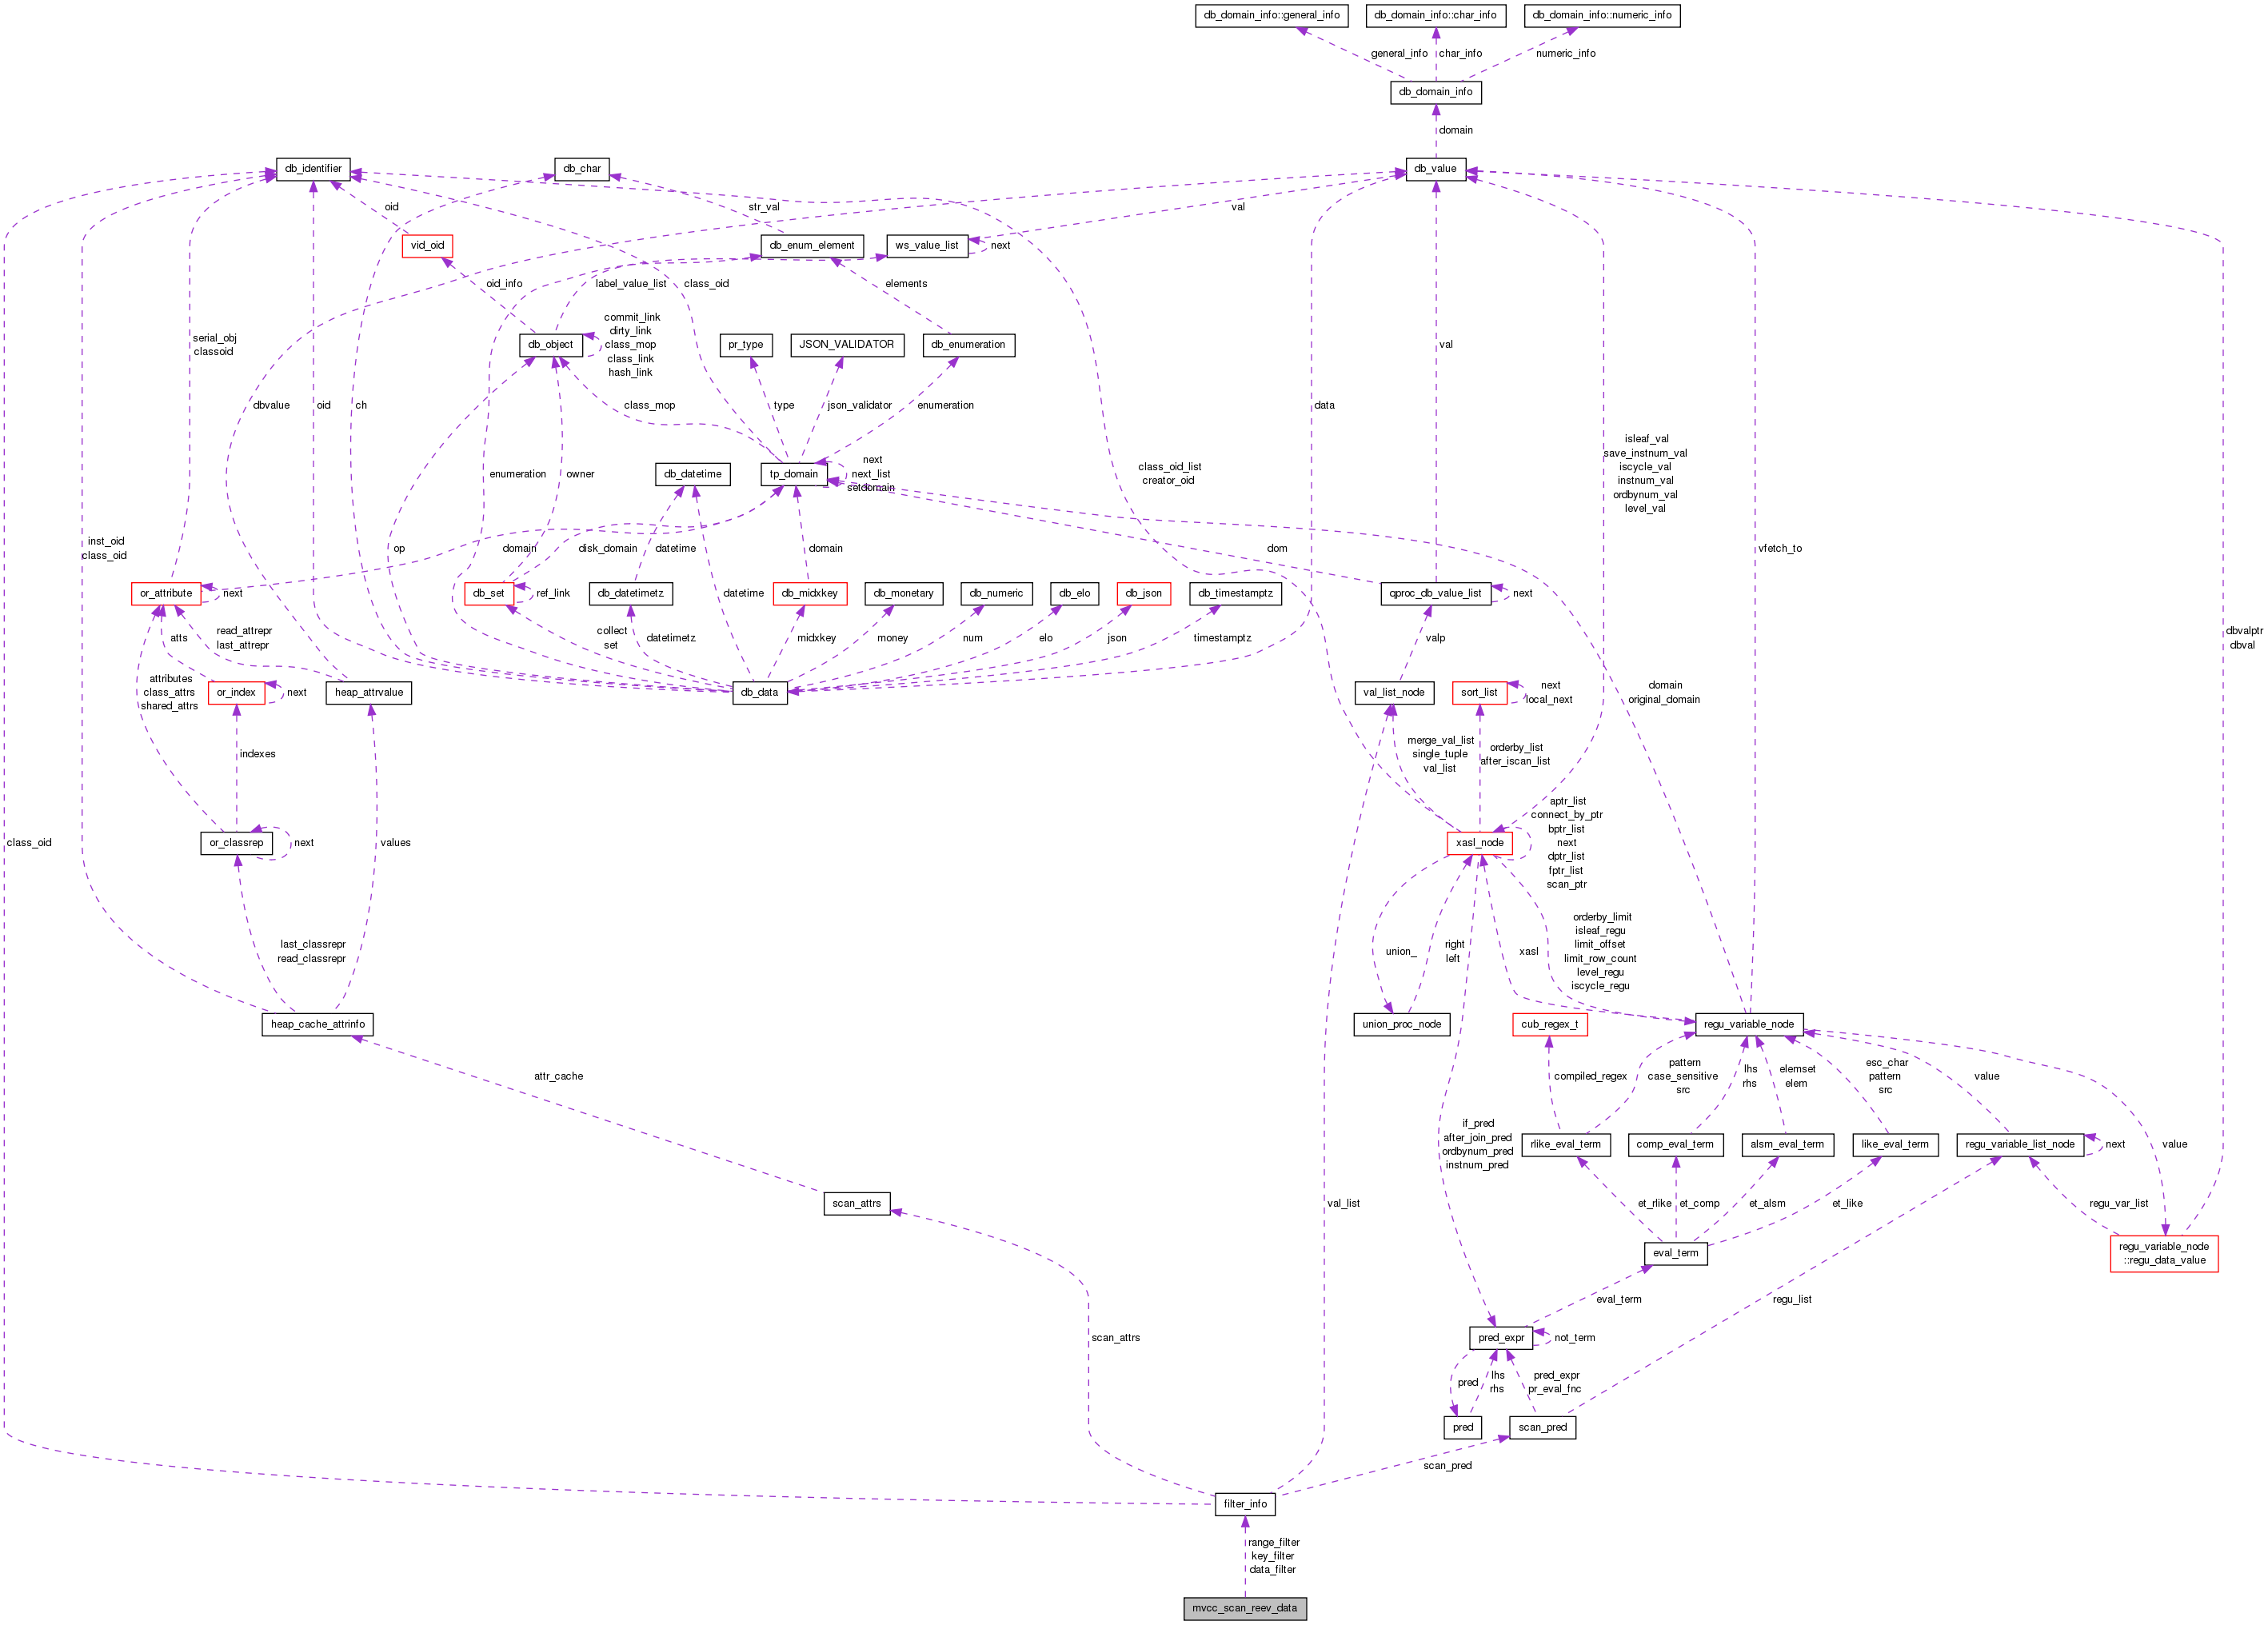 db_domain_info::general_info
db_domain_info::char_info
db_domain_info::numeric_info
general_info
char_info
numeric_info
db_domain_info
domain
db_identifier
db_char
db_value
oid
str_val
val
vid_oid
db_enum_element
ws_value_list
next
oid_info
label_value_list
class_oid
elements
commit_link
dirty_link
class_mop
class_link
hash_link
serial_obj
classoid
db_object
pr_type
JSON_VALIDATOR
db_enumeration
val
dbvalue
oid
ch
class_mop
type
json_validator
enumeration
data
isleaf_val
save_instnum_val
iscycle_val
instnum_val
ordbynum_val
level_val
enumeration
owner
db_datetime
tp_domain
next
next_list
setdomain
class_oid_list
creator_oid
inst_oid
class_oid
op
domain
disk_domain
datetime
domain
dom
vfetch_to
or_attribute
next
db_set
ref_link
db_datetimetz
datetime
db_midxkey
db_monetary
db_numeric
db_elo
db_json
db_timestamptz
qproc_db_value_list
next
atts
read_attrepr
last_attrepr
collect
set
datetimetz
midxkey
money
num
elo
json
timestamptz
valp
dbvalptr
dbval
attributes
class_attrs
shared_attrs
or_index
next
heap_attrvalue
db_data
val_list_node
sort_list
next
local_next
domain
original_domain
indexes
merge_val_list
single_tuple
val_list
orderby_list
after_iscan_list
class_oid
or_classrep
next
values
xasl_node
aptr_list
connect_by_ptr
bptr_list
next
dptr_list
fptr_list
scan_ptr
last_classrepr
read_classrepr
union_
right
left
xasl
orderby_limit
isleaf_regu
limit_offset
limit_row_count
level_regu
iscycle_regu
heap_cache_attrinfo
union_proc_node
cub_regex_t
regu_variable_node
attr_cache
compiled_regex
pattern
case_sensitive
src
lhs
rhs
elemset
elem
esc_char
pattern
src
value
if_pred
after_join_pred
ordbynum_pred
instnum_pred
rlike_eval_term
comp_eval_term
alsm_eval_term
like_eval_term
regu_variable_list_node
next
value
scan_attrs
val_list
et_rlike
et_comp
et_alsm
et_like
regu_var_list
eval_term
regu_variable_node
::regu_data_value
scan_attrs
eval_term
regu_list
pred_expr
not_term
pred
lhs
rhs
pred_expr
pr_eval_fnc
pred
scan_pred
scan_pred
filter_info
range_filter
key_filter
data_filter
mvcc_scan_reev_data